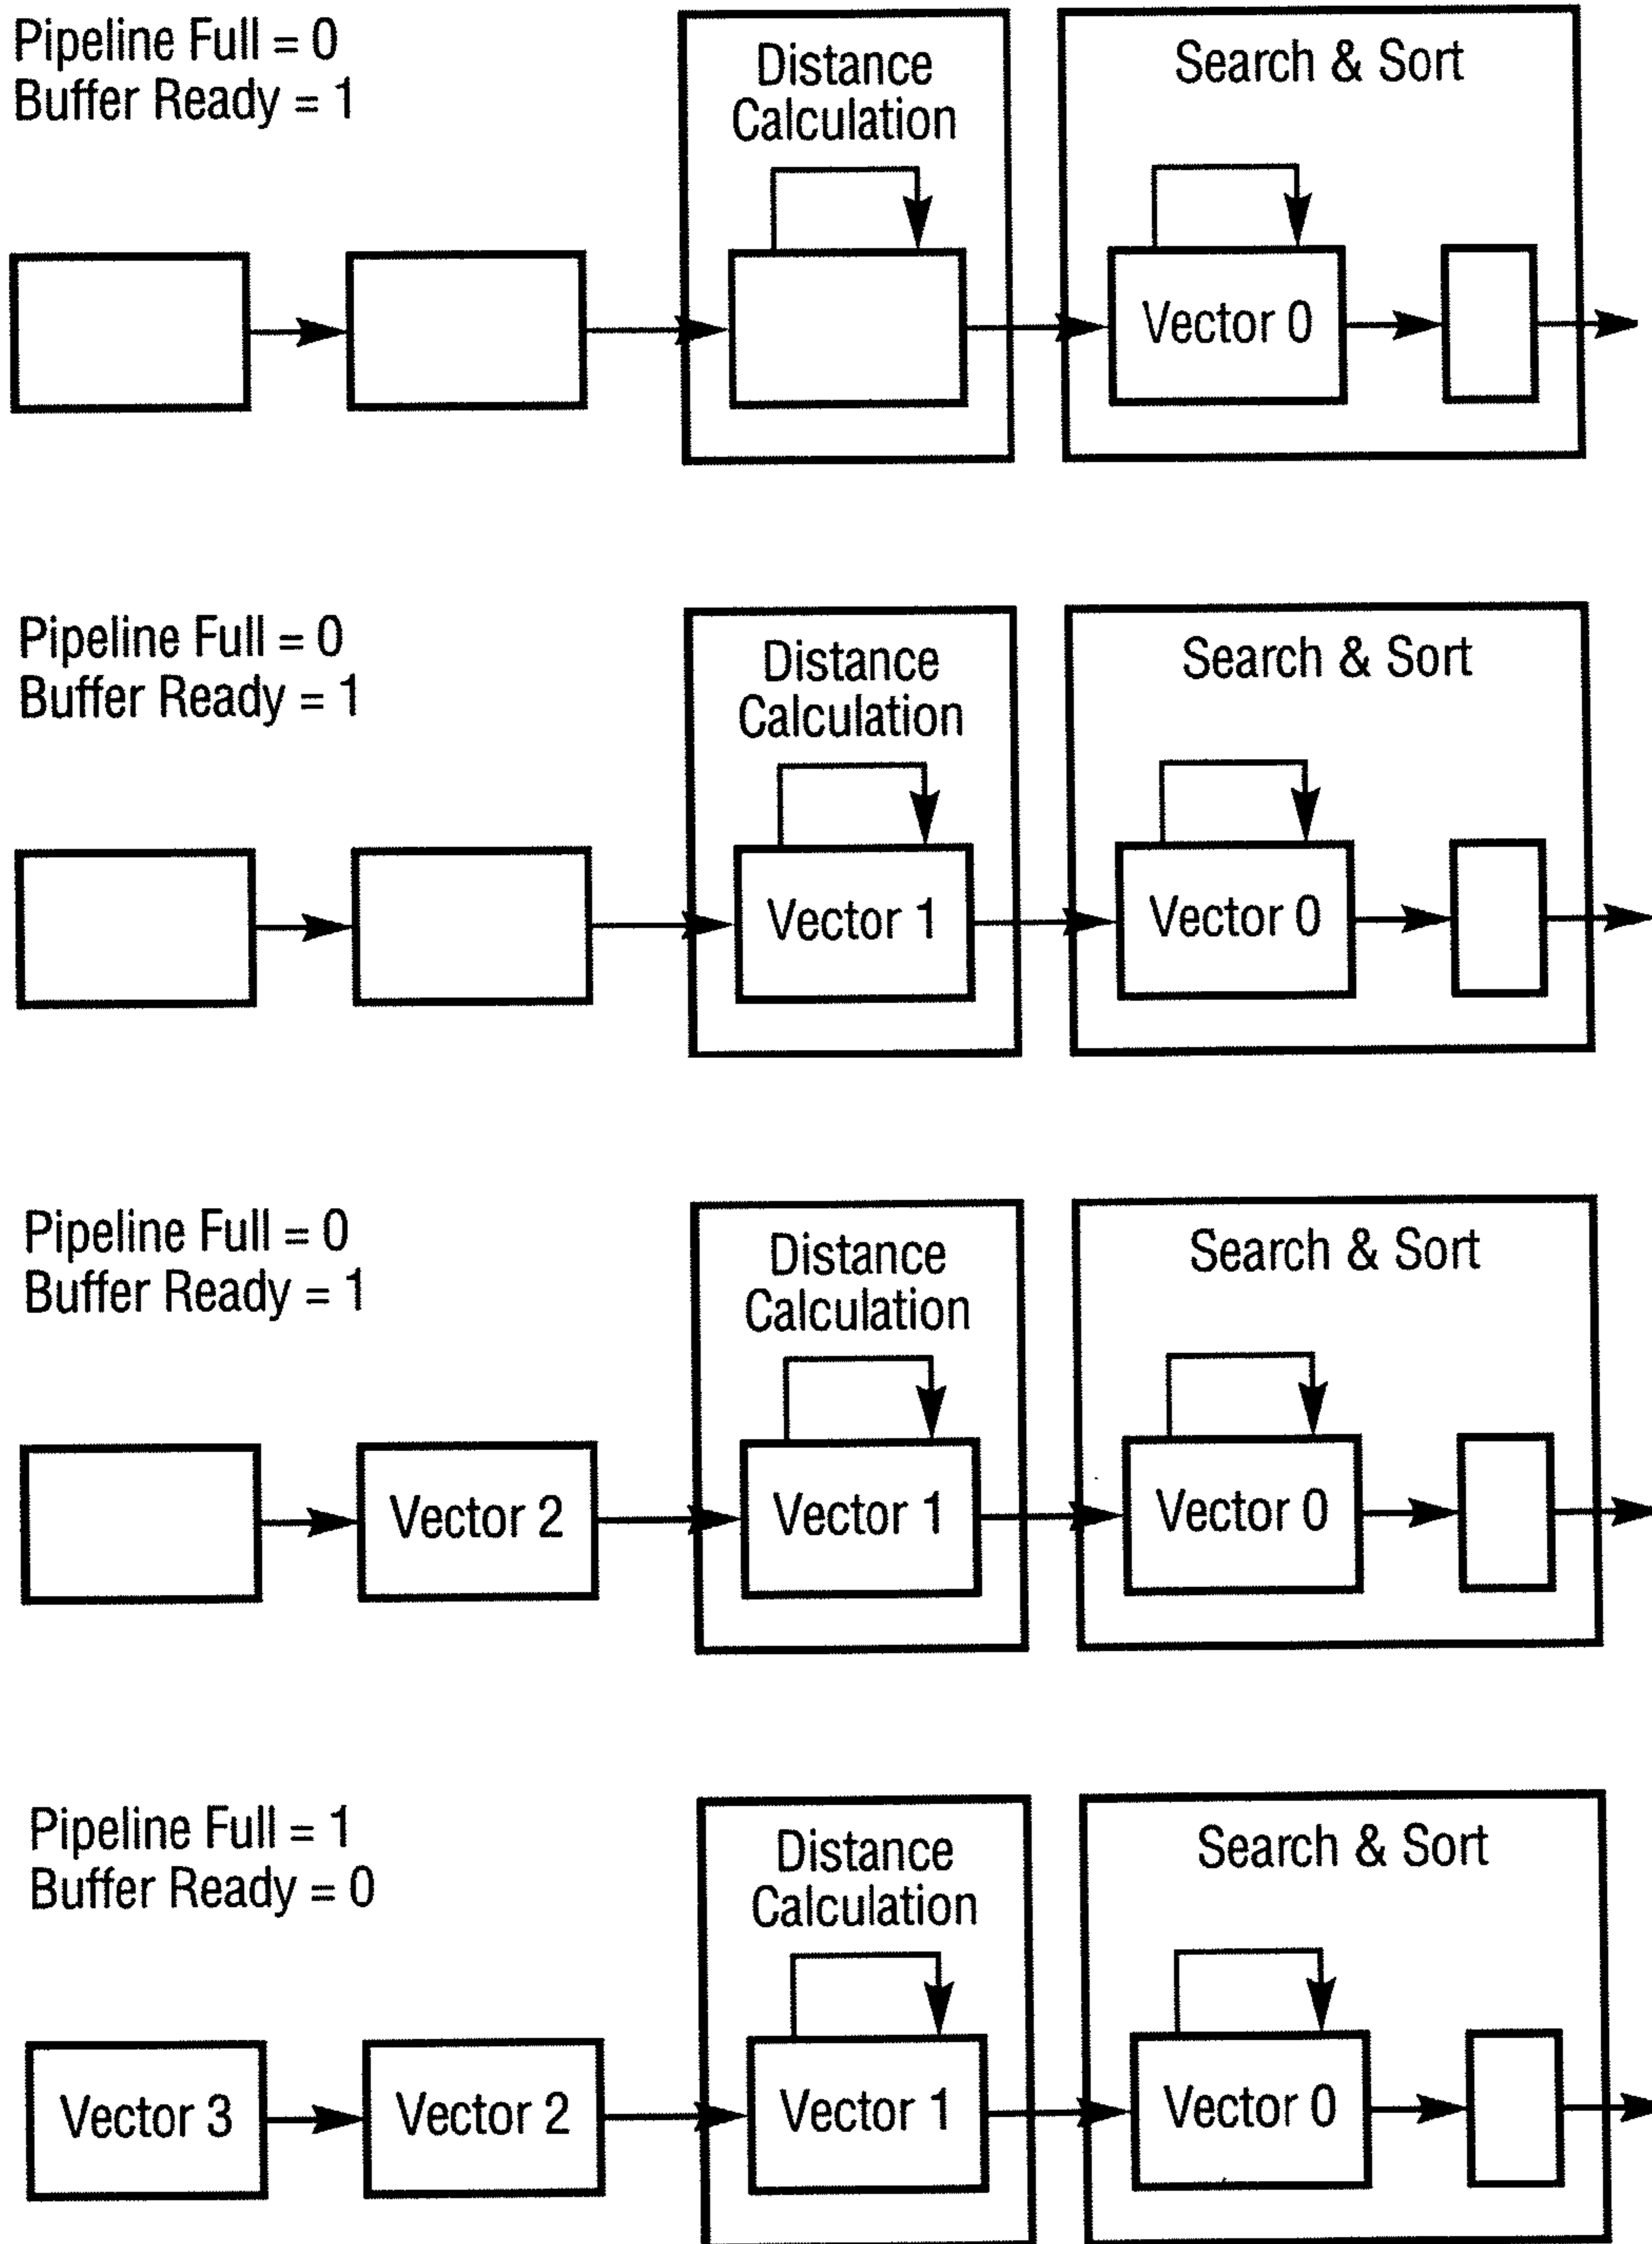 Pipeline Full = 0
Buffer Ready = 1
Distance
Calculation
Search & Sort
Vector 0
Pipeline Full = 0
Buffer Ready = 1
Distance
Calculation
Search & Sort
Vector 1
Vector 0
Pipeline Full = 0
Buffer Ready = 1
Distance
Calculation
Search & Sort
Vector 2
Vector 1
Vector 0
Pipeline Full = 1
Buffer Ready = 0
Distance
Calculation
Search & Sort
Vector 3
Vector 2
Vector 1
Vector 0